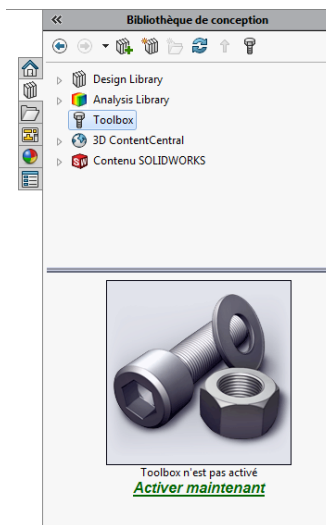 Bibliothèque de conception
Design Library
Analysis Library
Toolbox
3D ContentCentral
Contenu SOLIDWORKS
Toolbox n'est pas activé
Activer maintenant